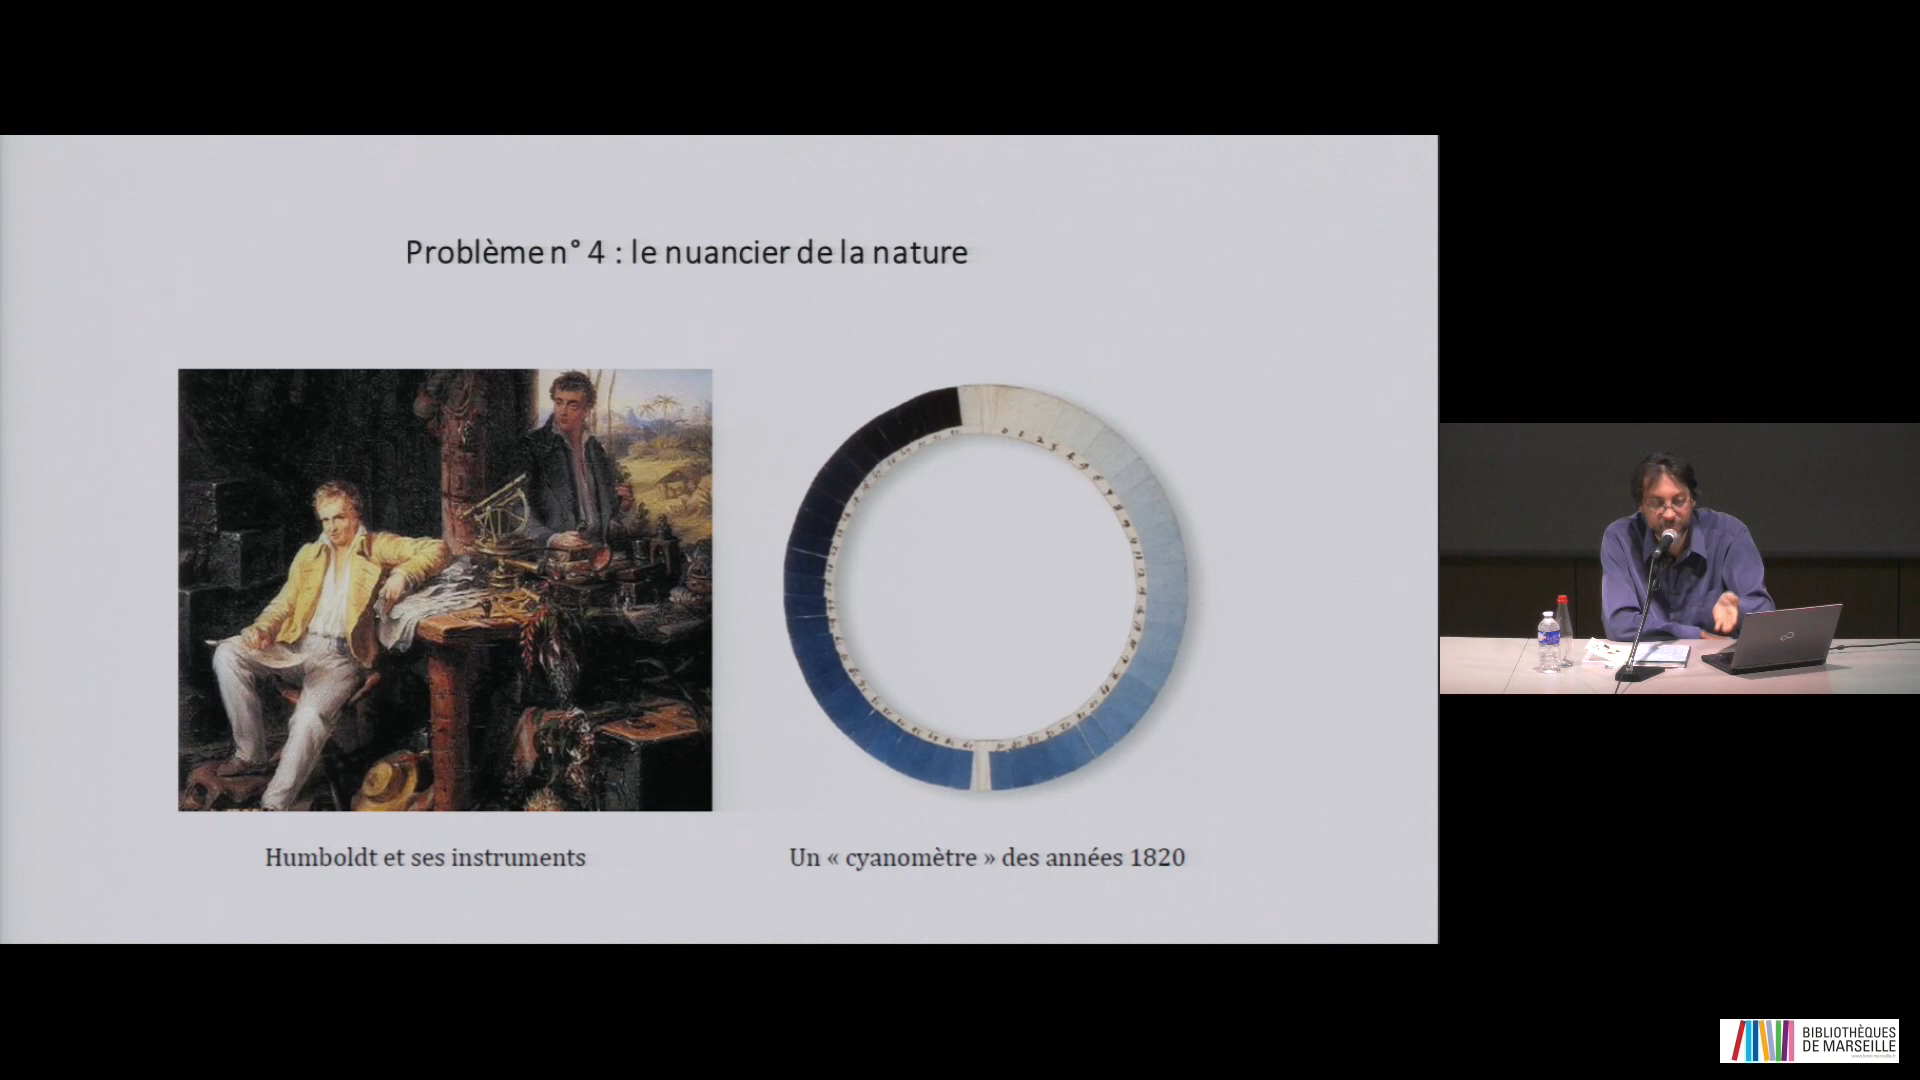 Problème n° 4 : le nuancier de la nature
Humboldt et ses instruments
Un « cyanomètre » des années 1820
BIBLIOTHÈQUES
DE MARSEILLE